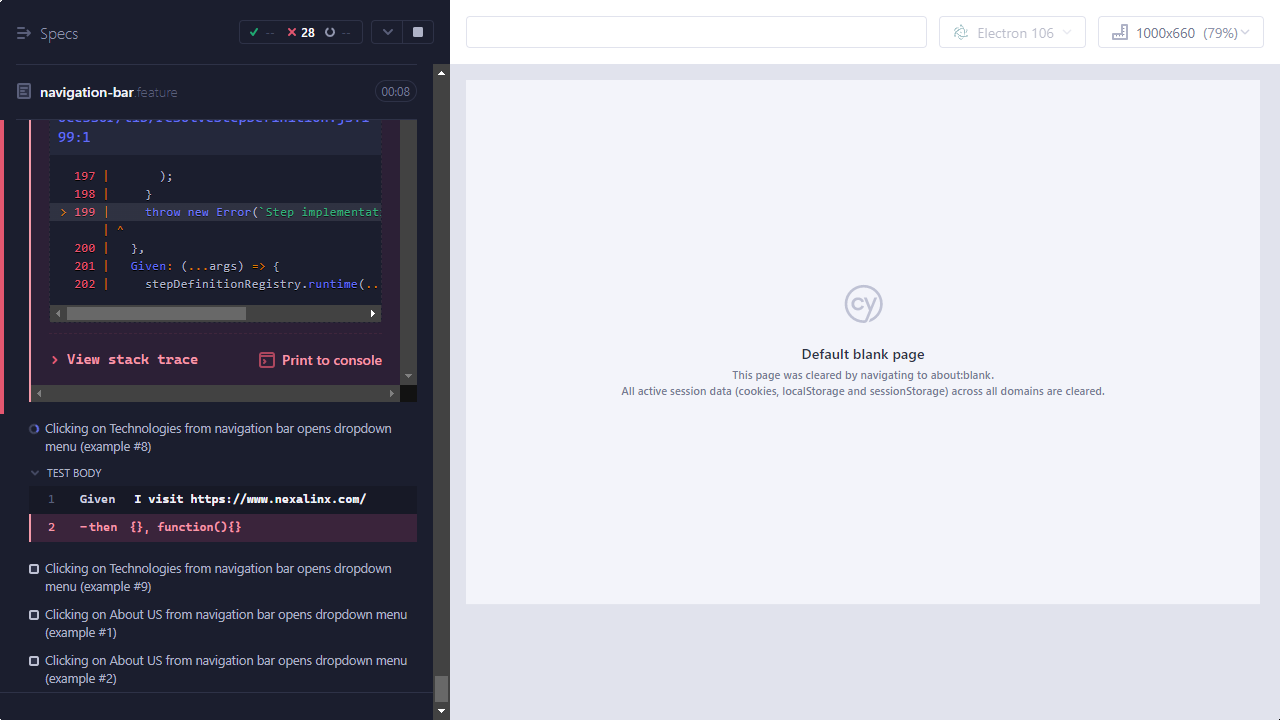 Specs
--
28
--
navigation-bar.feature
00:08
99:1
197 | );
198 | }
> 199 | throw new Error(`Step implementati
| ^
200 | },
201 | Given: (...args) => {
202 | stepDefinitionRegistry.runtime(..
View stack trace
Print to console
Clicking on Technologies from navigation bar opens dropdown
menu (example #8)
TEST BODY
1 Given I visit https://www.nexalinx.com/
2 -then {}, function(){}
Clicking on Technologies from navigation bar opens dropdown
menu (example #9)
Clicking on About US from navigation bar opens dropdown menu
(example #1)
Clicking on About US from navigation bar opens dropdown menu
(example #2)
Electron 106
1000x660 (79%)
cy
Default blank page
This page was cleared by navigating to about:blank.
All active session data (cookies, localStorage and sessionStorage) across all domains are cleared.